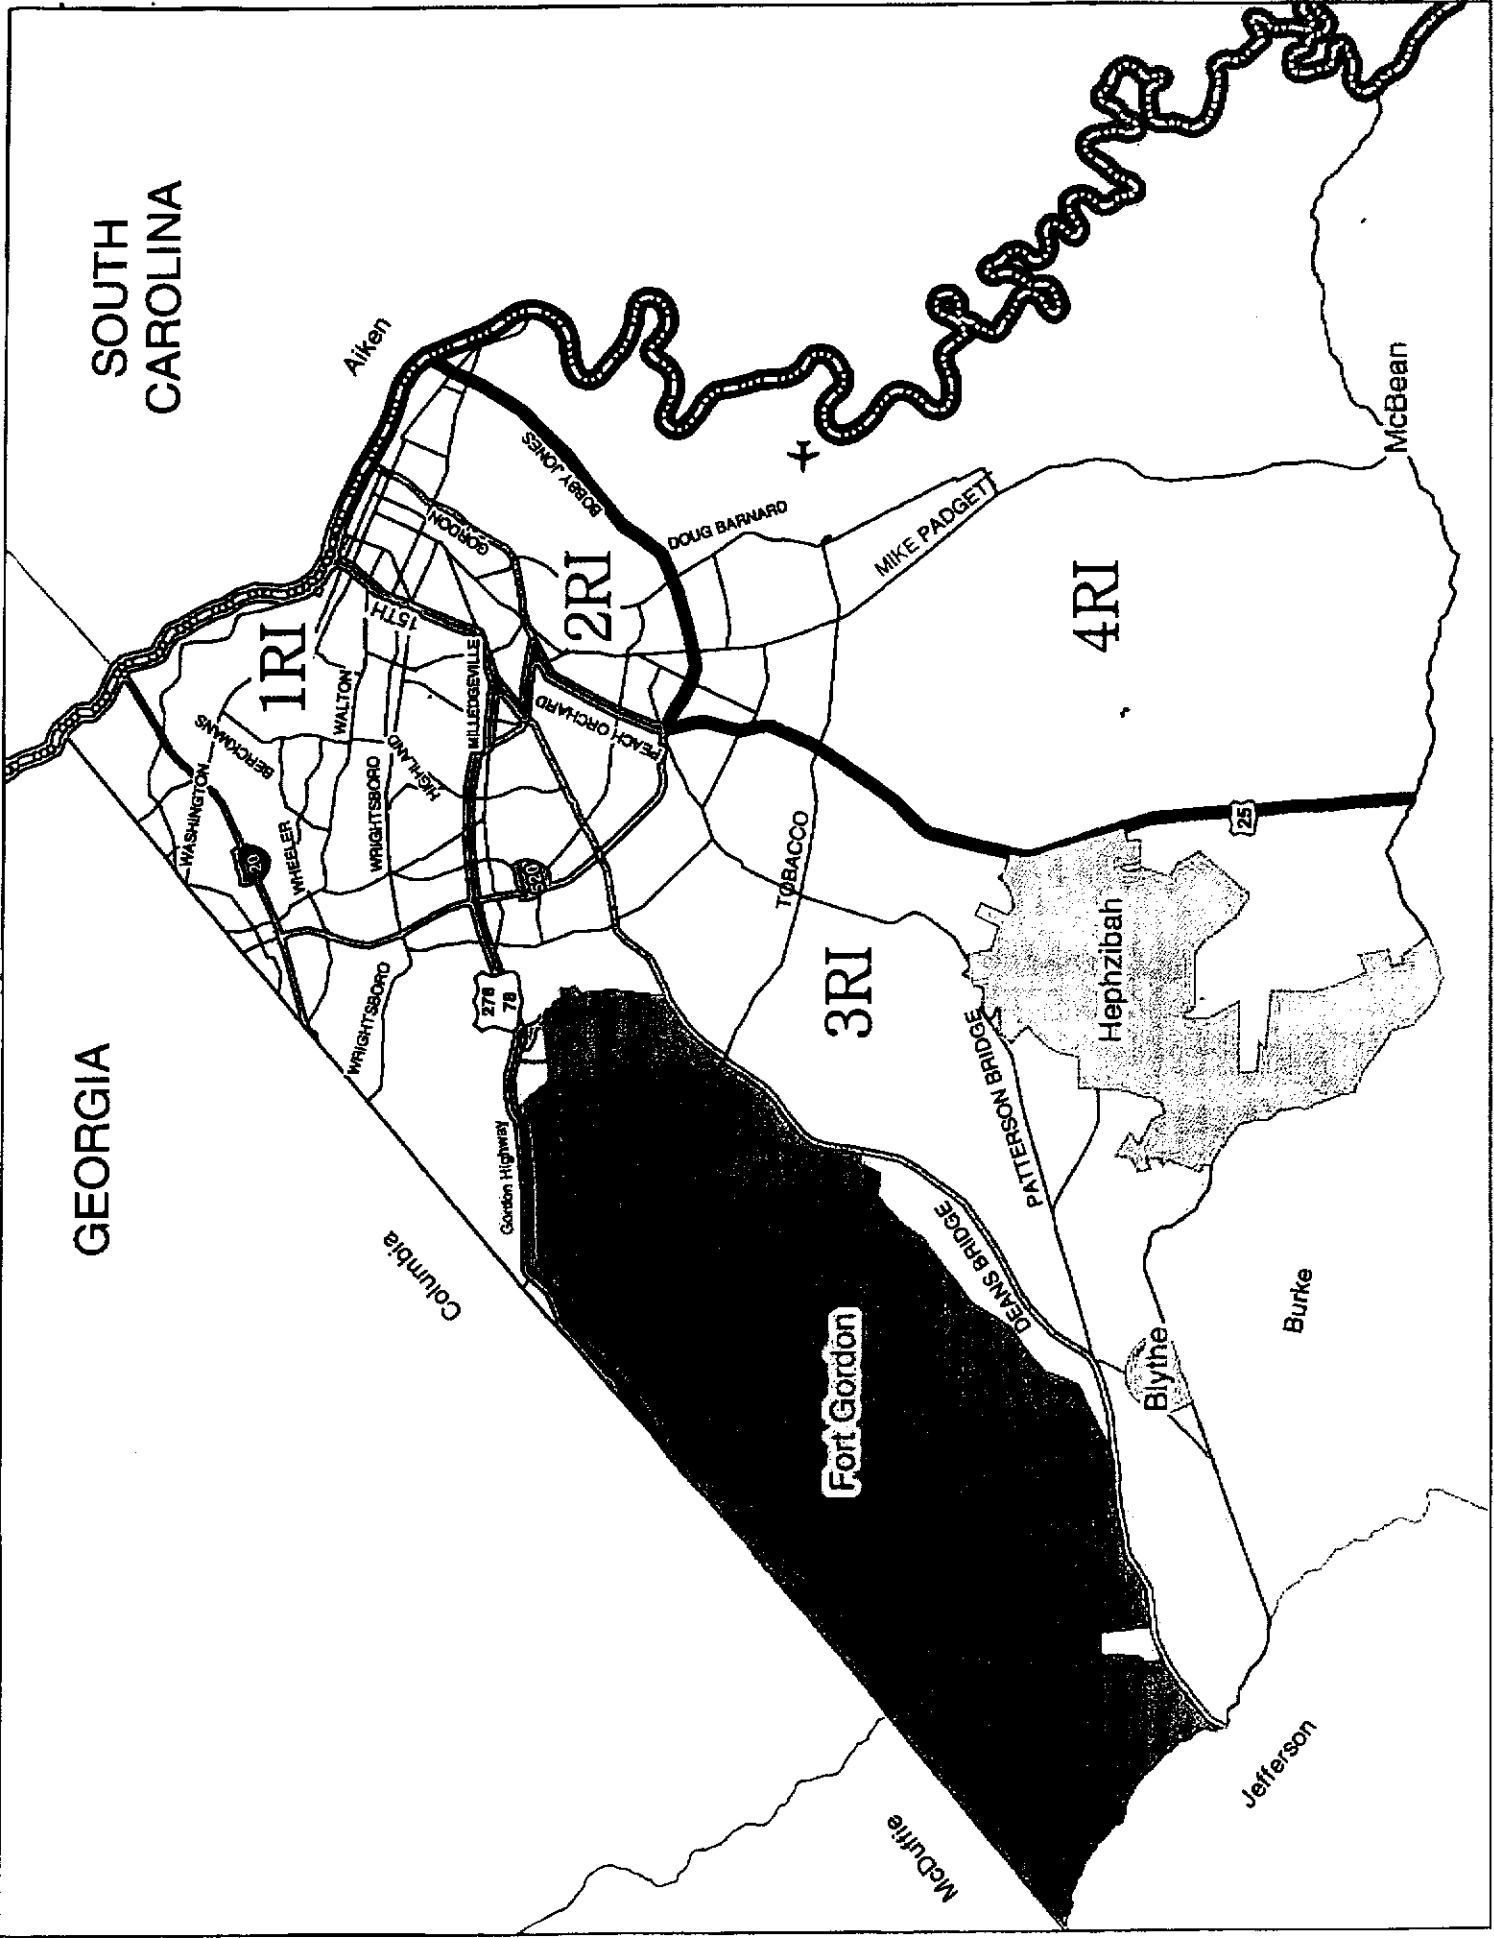 GEORGIA
SOUTH
CAROLINA
Aiken
Columbia
McDuffie
Jefferson
Burke
McBean
Fort Gordon
Hephzibah
Blythe
1RI
2RI
3RI
4RI
WASHINGTON
BERCKMANS
WHEELER
WALTON
WRIGHTSBORO
HIGHLAND
WRIGHTSBORO
15TH
MILLEDGEVILLE
GORDON
BOBBY JONES
PEACH ORCHARD
DOUG BARNARD
MIKE PADGETT
TOBACCO
Gordon Highway
DEANS BRIDGE
PATTERSON BRIDGE
20
520
278
78
25